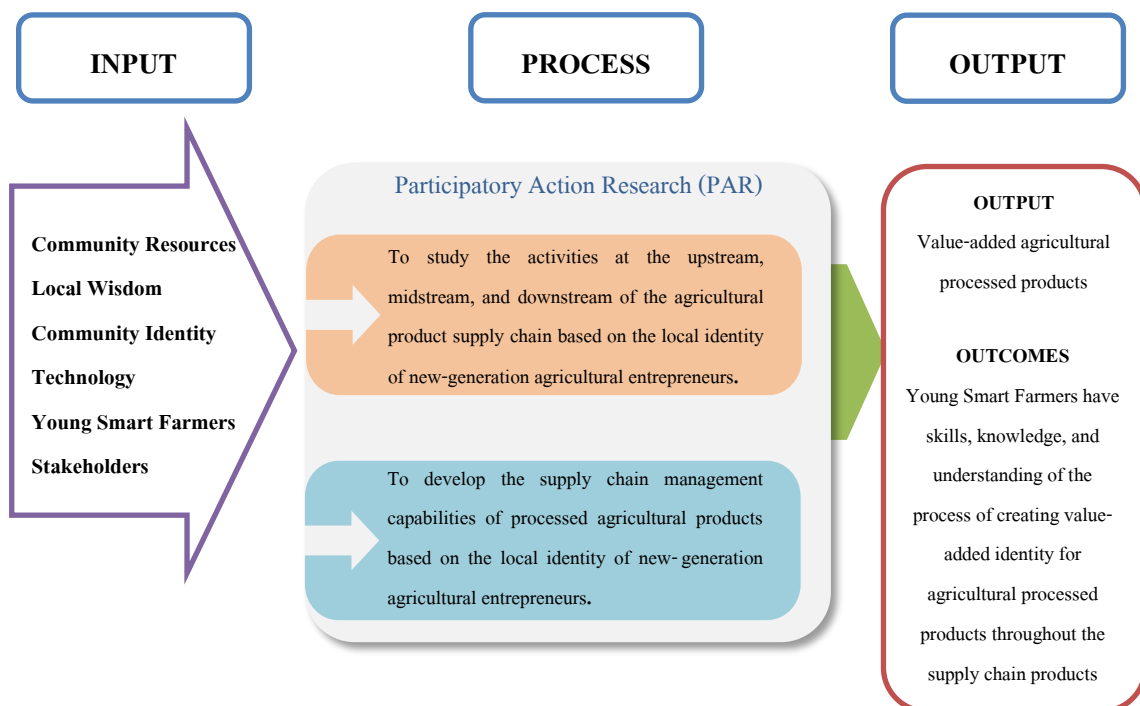 INPUT
PROCESS
OUTPUT
Community Resources
Local Wisdom
Community Identity
Technology
Young Smart Farmers
Stakeholders
Participatory Action Research (PAR)
To study the activities at the upstream,
midstream, and downstream of the agricultural
product supply chain based on the local identity
of new-generation agricultural entrepreneurs.
To develop the supply chain management
capabilities of processed agricultural products
based on the local identity of new-generation
agricultural entrepreneurs.
OUTPUT
Value-added agricultural
processed products
OUTCOMES
Young Smart Farmers have
skills, knowledge, and
understanding of the
process of creating value-
added identity for
agricultural processed
products throughout the
supply chain products